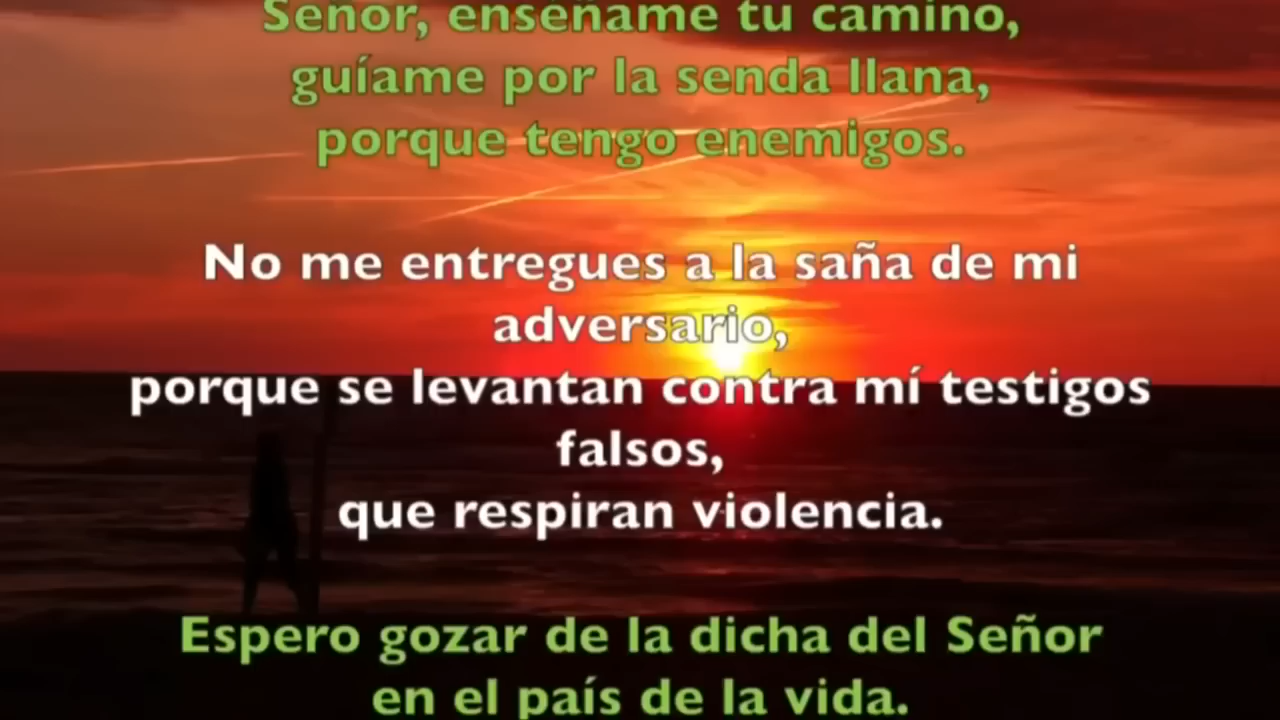 Señor, enséñame tu camino,
guíame por la senda llana,
porque tengo enemigos.
No me entregues a la saña de mi
adversario,
porque se levantan contra mí testigos
falsos,
que respiran violencia.
Espero gozar de la dicha del Señor
en el país de la vida.